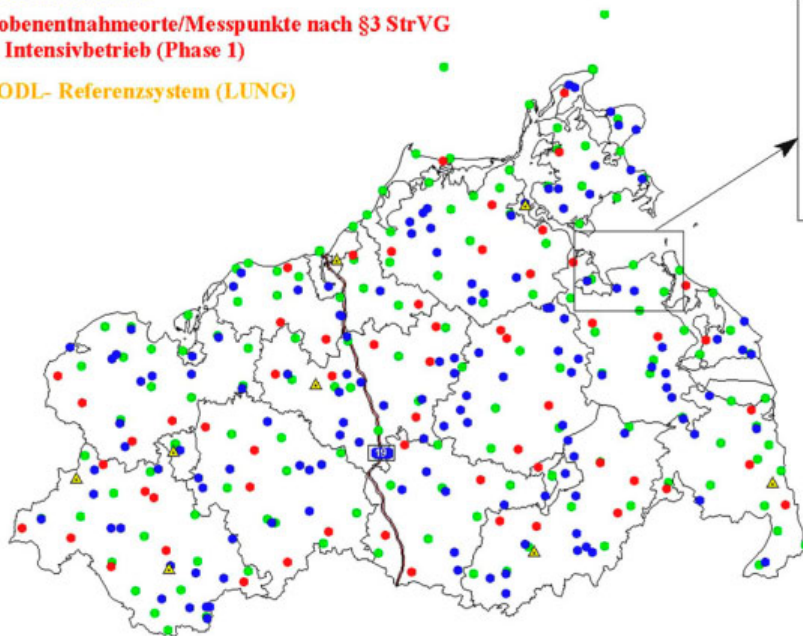 obenentnahmeorte/Messpunkte nach §3 StrVG
Intensivbetrieb (Phase 1)
ODL- Referenzsystem (LUNG)
19